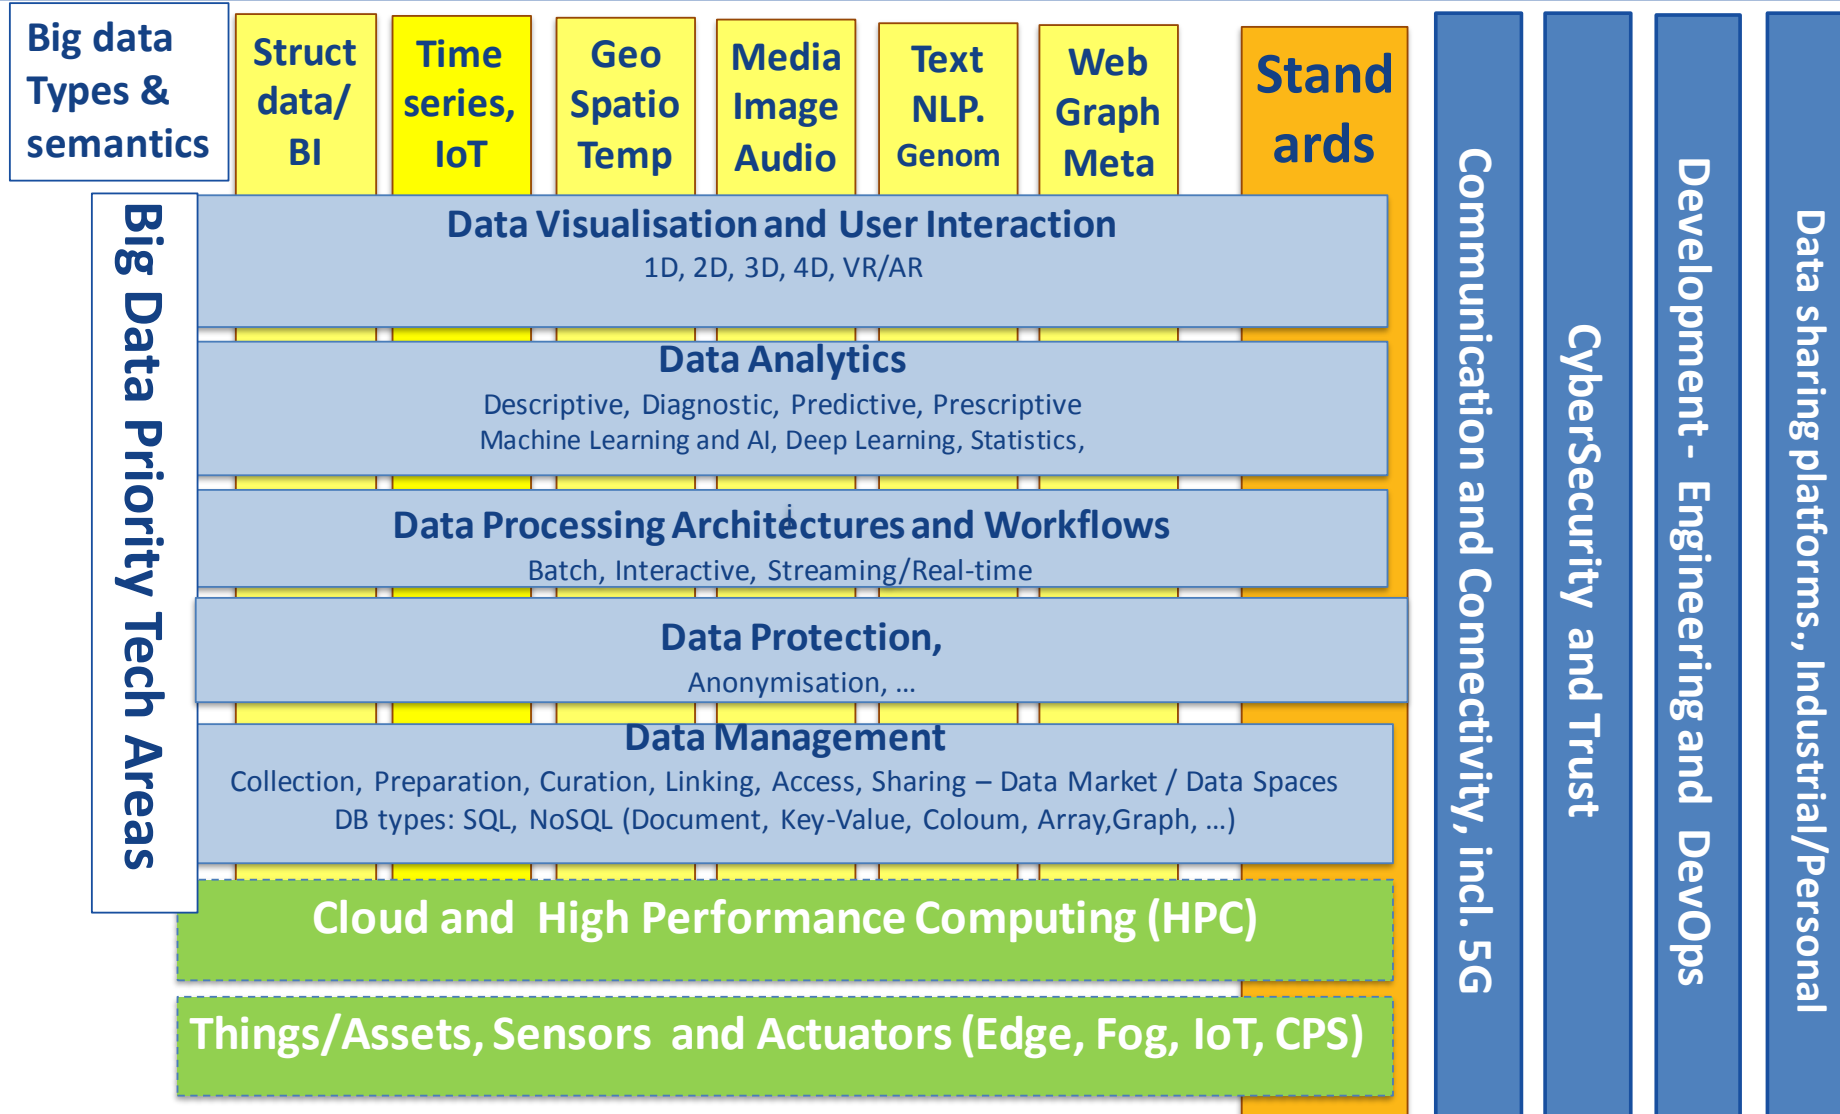 Big data
Types &
semantics
Struct
data/
BI
Time
series,
IoT
Geo
Spatio
Temp
Media
Image
Audio
Text
NLP.
Genom
Web
Graph
Meta
Stand
ards
Big Data Priority Tech Areas
Data Visualisation and User Interaction
1D, 2D, 3D, 4D, VR/AR
Data Analytics
Descriptive, Diagnostic, Predictive, Prescriptive
Machine Learning and AI, Deep Learning, Statistics,
Data Processing Architectures and Workflows
Batch, Interactive, Streaming/Real-time
Data Protection,
Anonymisation, ...
Data Management
Collection, Preparation, Curation, Linking, Access, Sharing – Data Market / Data Spaces
DB types: SQL, NoSQL (Document, Key-Value, Coloum, Array,Graph, ...)
Cloud and High Performance Computing (HPC)
Things/Assets, Sensors and Actuators (Edge, Fog, IoT, CPS)
Communication and Connectivity, incl. 5G
CyberSecurity and Trust
Development - Engineering and DevOps
Data sharing platforms., Industrial/Personal